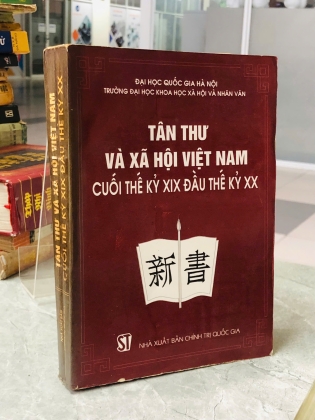 ĐẠI HỌC QUỐC GIA HÀ NỘI
TRƯỜNG ĐẠI HỌC KHOA HỌC XÃ HỘI VÀ NHÂN VĂN
TÂN THƯ
VÀ XÃ HỘI VIỆT NAM
CUỐI THẾ KỶ XIX ĐẦU THẾ KỶ XX
新書
ST
NHÀ XUẤT BẢN CHÍNH TRỊ QUỐC GIA
TÂN THƯ VÀ XÃ HỘI VIỆT NAM
CUỐI THẾ KỶ XIX ĐẦU THẾ KỶ XX